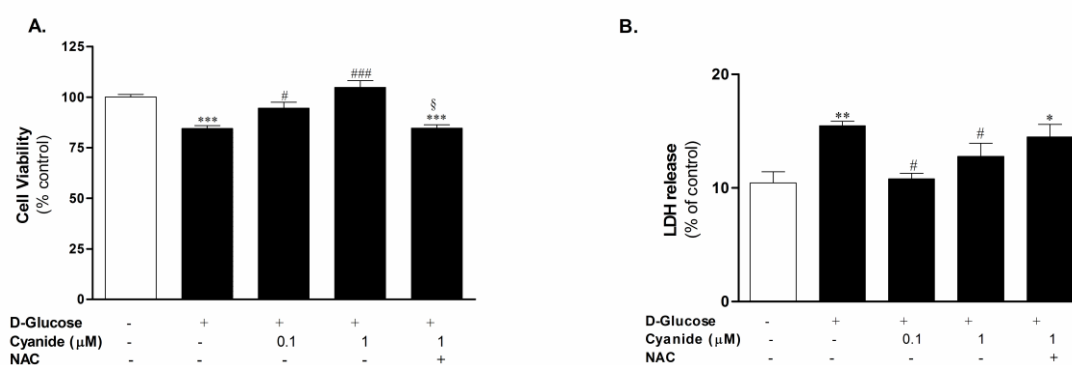 A.
125
100
75
50
25
0
Cell Viability
(% control)
***
#
###
§
***
D-Glucose - + + + +
Cyanide (μM) - - 0.1 1 1
NAC - - - - +
B.
20
10
0
LDH release
(% of control)
**
#
#
*
D-Glucose - + + + +
Cyanide (μM) - - 0.1 1 1
NAC - - - - +